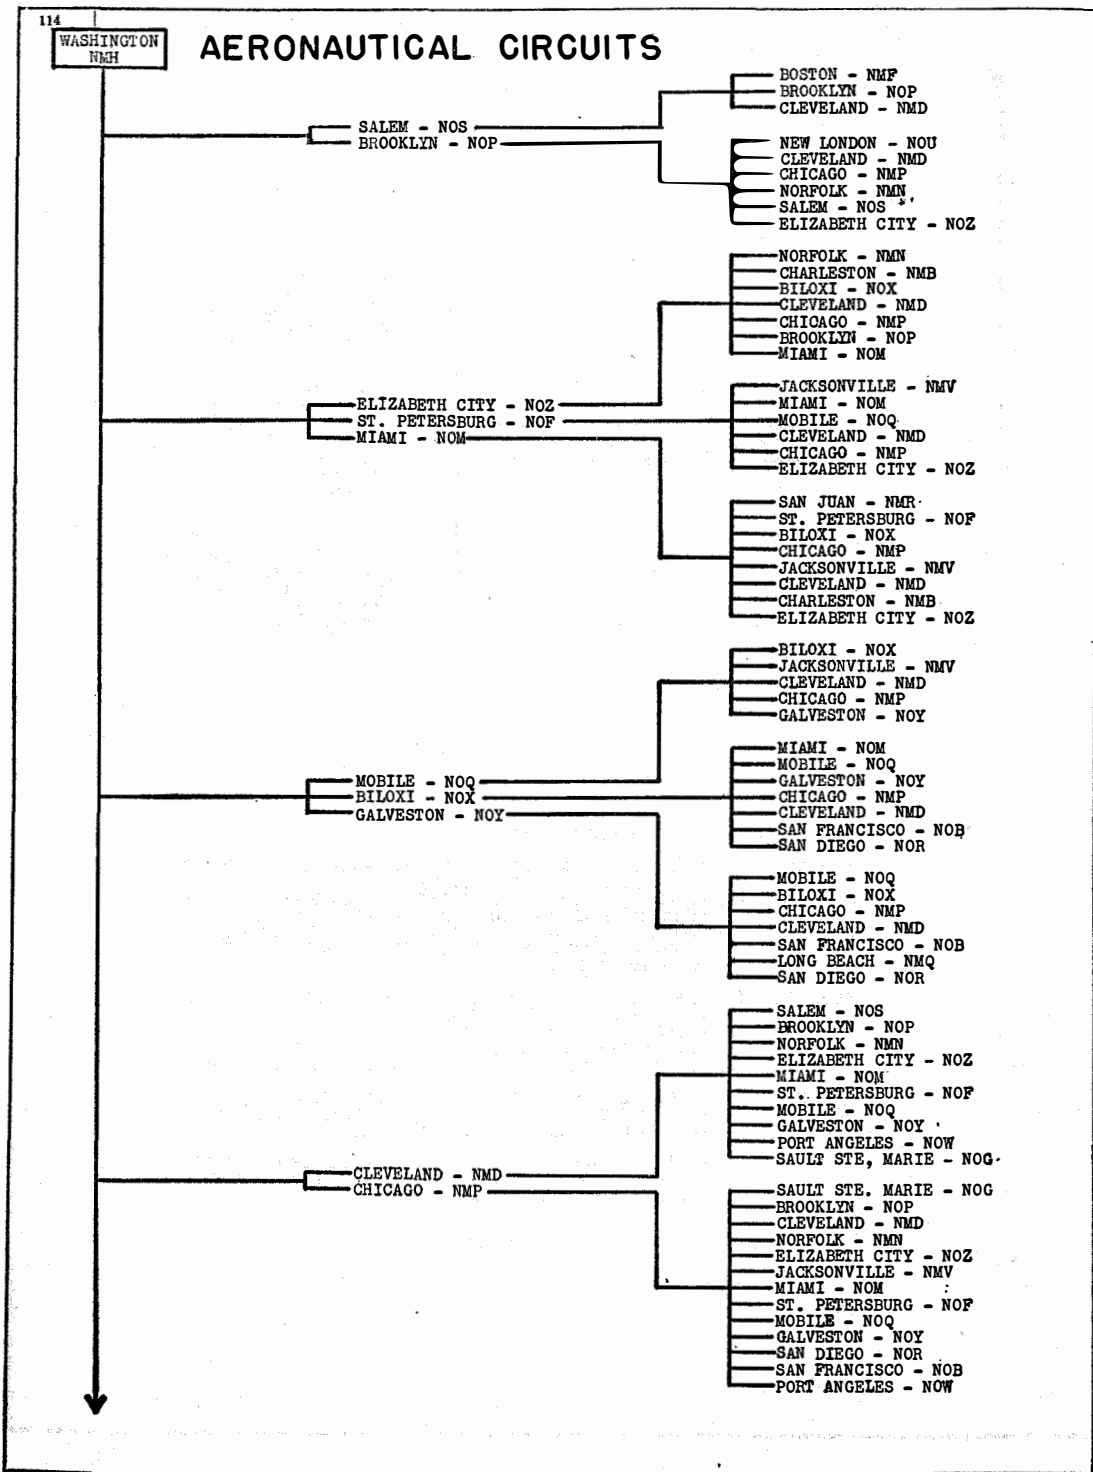 114
WASHINGTON
NMH
AERONAUTICAL CIRCUITS
SALEM - NOS
BROOKLYN - NOP
BOSTON - NMF
BROOKLYN - NOP
CLEVELAND - NMD
NEW LONDON - NOU
CLEVELAND - NMD
CHICAGO - NMP
NORFOLK - NMN
SALEM - NOS
ELIZABETH CITY - NOZ
ELIZABETH CITY - NOZ
ST. PETERSBURG - NOF
MIAMI - NOM
NORFOLK - NMN
CHARLESTON - NMB
BILOXI - NOX
CLEVELAND - NMD
CHICAGO - NMP
BROOKLYN - NOP
MIAMI - NOM
JACKSONVILLE - NMV
MIAMI - NOM
MOBILE - NOQ
CLEVELAND - NMD
CHICAGO - NMP
ELIZABETH CITY - NOZ
SAN JUAN - NMR
ST. PETERSBURG - NOF
BILOXI - NOX
CHICAGO - NMP
JACKSONVILLE - NMV
CLEVELAND - NMD
CHARLESTON - NMB
ELIZABETH CITY - NOZ
MOBILE - NOQ
BILOXI - NOX
GALVESTON - NOY
BILOXI - NOX
JACKSONVILLE - NMV
CLEVELAND - NMD
CHICAGO - NMP
GALVESTON - NOY
MIAMI - NOM
MOBILE - NOQ
GALVESTON - NOY
CHICAGO - NMP
CLEVELAND - NMD
SAN FRANCISCO - NOB
SAN DIEGO - NOR
MOBILE - NOQ
BILOXI - NOX
CHICAGO - NMP
CLEVELAND - NMD
SAN FRANCISCO - NOB
LONG BEACH - NMQ
SAN DIEGO - NOR
CLEVELAND - NMD
CHICAGO - NMP
SALEM - NOS
BROOKLYN - NOP
NORFOLK - NMN
ELIZABETH CITY - NOZ
MIAMI - NOM
ST. PETERSBURG - NOF
MOBILE - NOQ
GALVESTON - NOY
PORT ANGELES - NOW
SAULT STE, MARIE - NOG
SAULT STE. MARIE - NOG
BROOKLYN - NOP
CLEVELAND - NMD
NORFOLK - NMN
ELIZABETH CITY - NOZ
JACKSONVILLE - NMV
MIAMI - NOM
ST. PETERSBURG - NOF
MOBILE - NOQ
GALVESTON - NOY
SAN DIEGO - NOR
SAN FRANCISCO - NOB
PORT ANGELES - NOW